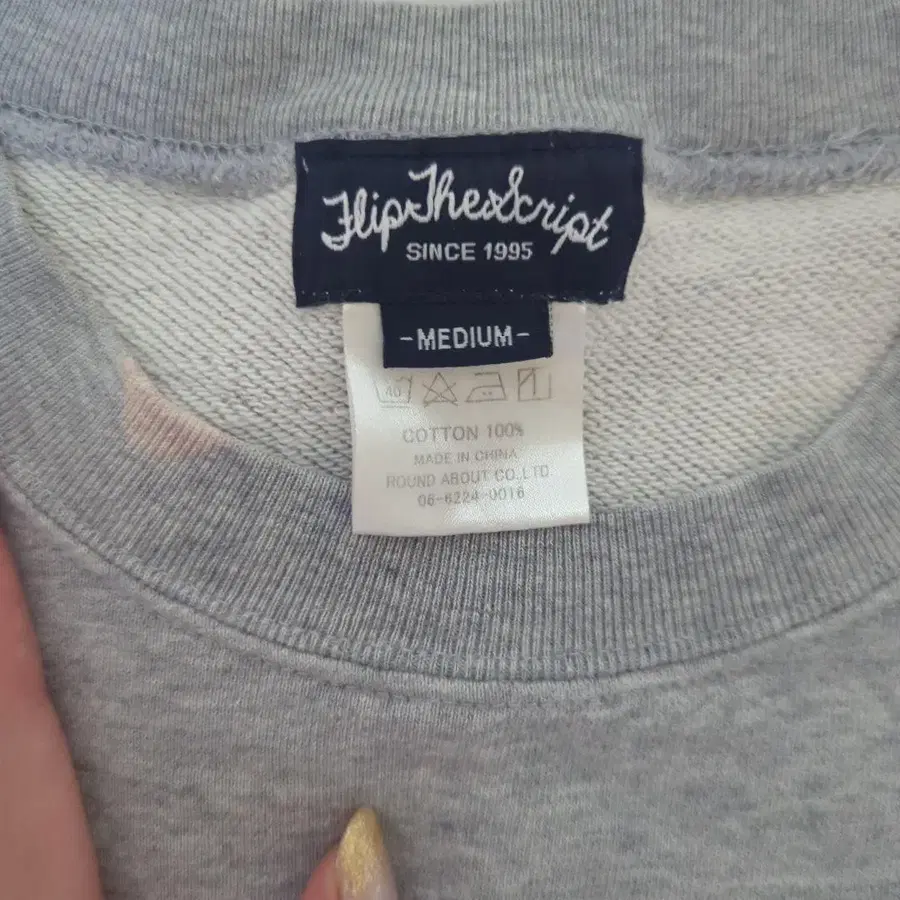 FlipTheScript
SINCE 1995
-MEDIUM-
40
COTTON 100%
MADE IN CHINA
ROUND ABOUT CO.,LTD.
06-6224-0016